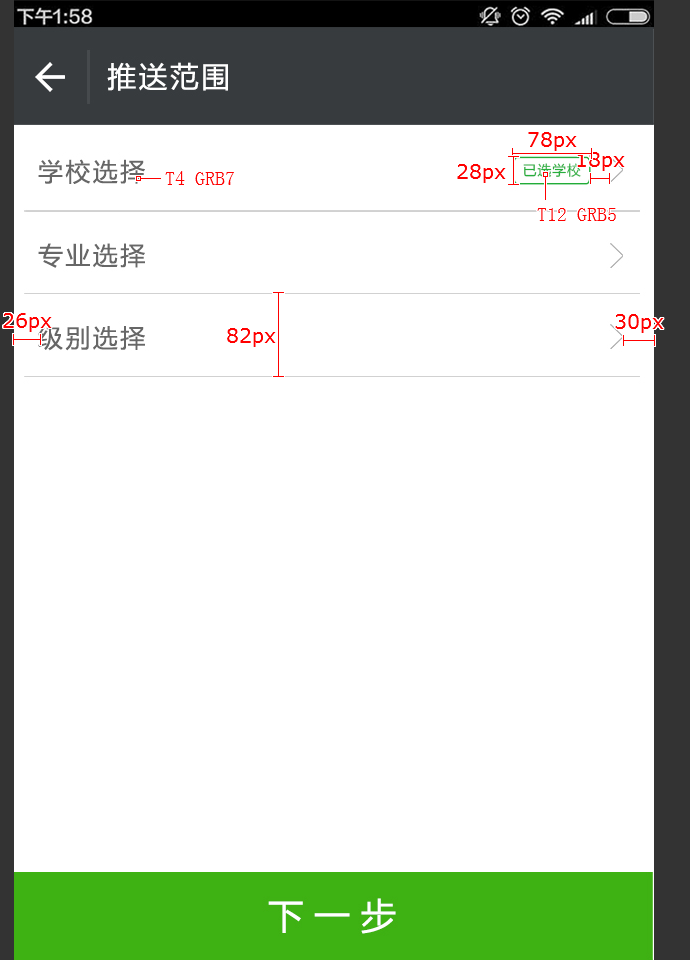 下午1:58
推送范围
78px
学校选择
T4 GRB7
28px
已选学校
13px
T12 GRB5
专业选择
26px
级别选择
82px
30px
下一步